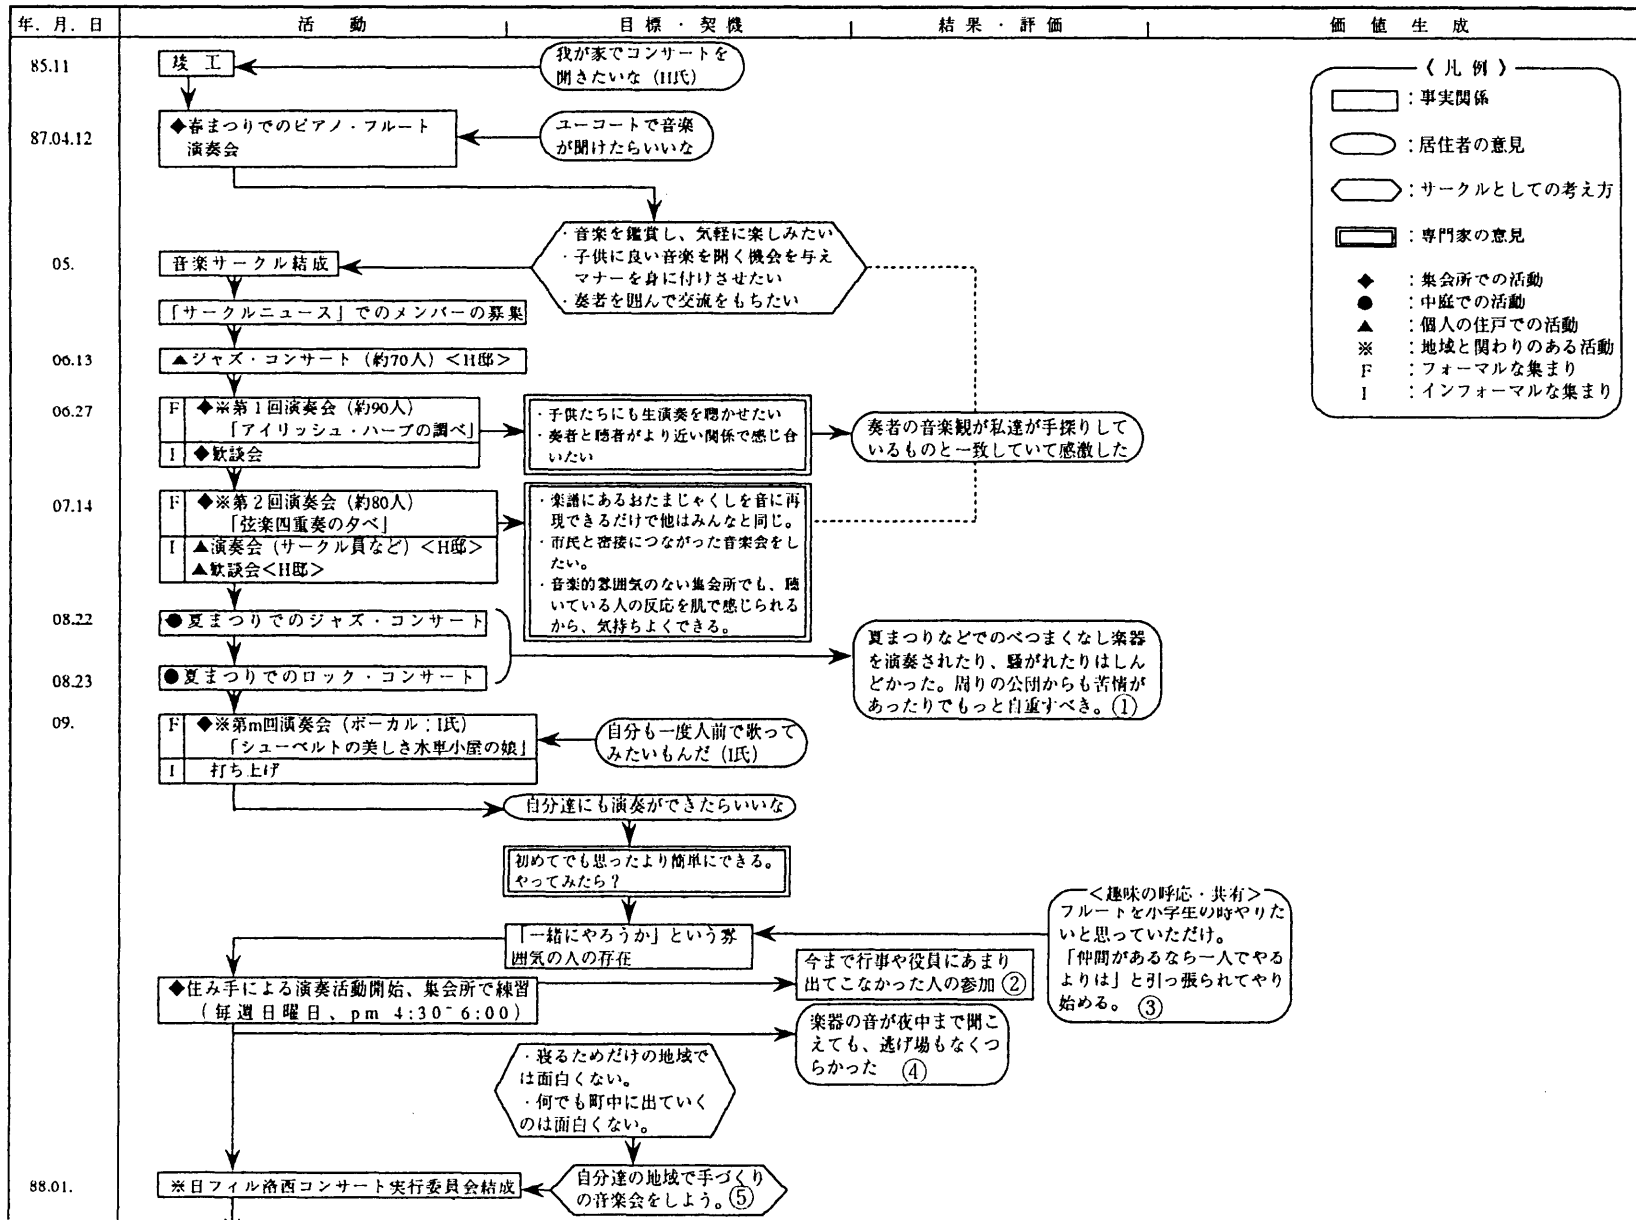 年.月.日 活動 目標・契機 結果・評価 価値生成
85.11
竣工
我が家でコンサートを
聞きたいな (H氏)
87.04.12
◆春まつりでのピアノ・フルート
演奏会
ユーコートで音楽
が聞けたらいいな
・音楽を鑑賞し、気軽に楽しみたい
・子供に良い音楽を聞く機会を与え
マナーを身に付けさせたい
・奏者を囲んで交流をもちたい
05.
音楽サークル結成
「サークルニュース」でのメンバーの募集
06.13
▲ジャズ・コンサート (約70人) <H邸>
06.27
F ◆※第1回演奏会 (約90人)
「アイリッシュ・ハープの調べ」
I ◆歓談会
・子供たちにも生演奏を聴かせたい
・奏者と聴者がより近い関係で感じ合
いたい
奏者の音楽観が私達が手探りして
いるものと一致していて感激した
07.14
F ◆※第2回演奏会 (約80人)
「弦楽四重奏の夕べ」
I ▲演奏会 (サークル員など) <H邸>
▲歓談会<H邸>
・楽譜にあるおたまじゃくしを音に再
現できるだけで他はみんなと同じ。
・市民と密接につながった音楽会をし
たい。
・音楽的雰囲気のない集会所でも、聴
いている人の反応を肌で感じられる
から、気持ちよくできる。
08.22
●夏まつりでのジャズ・コンサート
08.23
●夏まつりでのロック・コンサート
夏まつりなどでのべつまくなし楽器
を演奏されたり、騒がれたりはしん
どかった。周りの公団からも苦情が
あったりでもっと自重すべき。①
09.
F ◆※第m回演奏会 (ボーカル;I氏)
「シューベルトの美しき水車小屋の娘」
I 打ち上げ
自分も一度人前で歌って
みたいもんだ (I氏)
自分達にも演奏ができたらいいな
初めてでも思ったより簡単にできる。
やってみたら?
「一緒にやろうか」という雰
囲気の人の存在
<趣味の呼応・共有>
フルートを小学生の時やりた
いと思っていただけ。
「仲間があるなら一人でやる
よりは」と引っ張られてやり
始める。 ③
今まで行事や役員にあまり
出てこなかった人の参加 ②
◆住み手による演奏活動開始、集会所で練習
(毎週日曜日、pm 4:30~6:00)
楽器の音が夜中まで聞こ
えても、逃げ場もなくつ
らかった ④
・寝るためだけの地域で
は面白くない。
・何でも町中に出ていく
のは面白くない。
88.01.
※日フィル洛西コンサート実行委員会結成
自分達の地域で手づくり
の音楽会をしよう。⑤
《凡例》
:事実関係
:居住者の意見
:サークルとしての考え方
:専門家の意見
◆ :集会所での活動
● :中庭での活動
▲ :個人の住戸での活動
※ :地域と関わりのある活動
F :フォーマルな集まり
I :インフォーマルな集まり